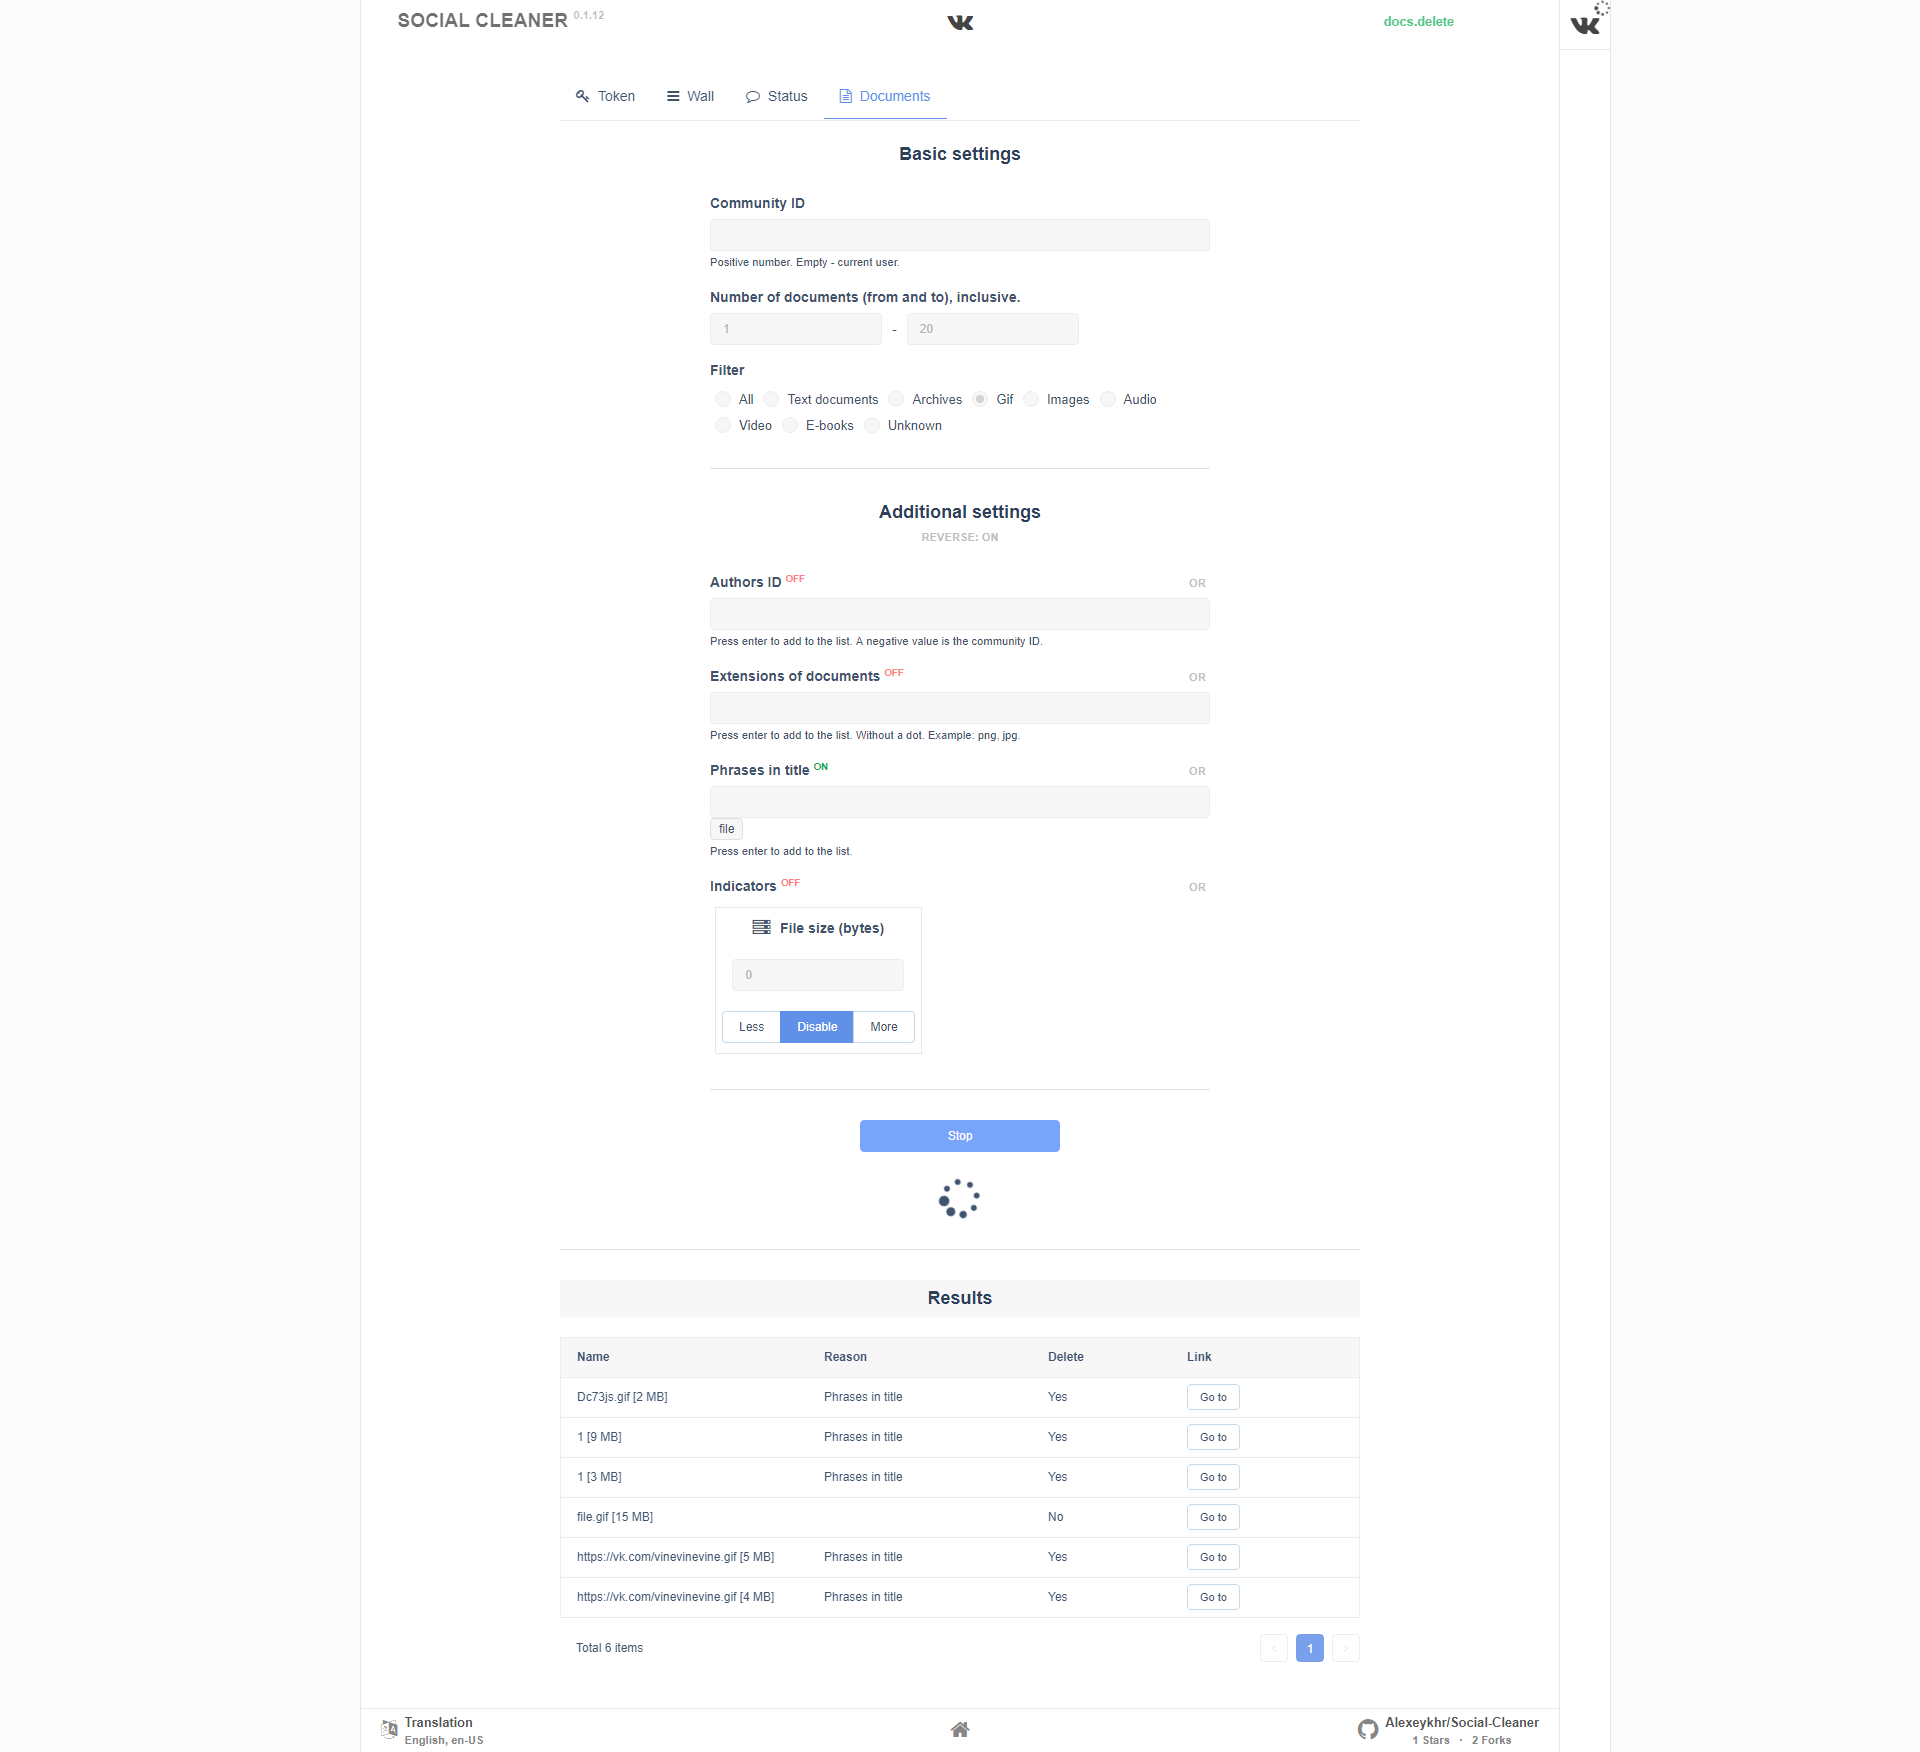 SOCIAL CLEANER 0.1.12
docs.delete
Token Wall Status Documents
Basic settings
Community ID
Positive number. Empty - current user.
Number of documents (from and to), inclusive.
1 - 20
Filter
All Text documents Archives Gif Images Audio
Video E-books Unknown
Additional settings
REVERSE: ON
Authors ID OFF OR
Press enter to add to the list. A negative value is the community ID.
Extensions of documents OFF OR
Press enter to add to the list. Without a dot. Example: png, jpg.
Phrases in title ON OR
file
Press enter to add to the list.
Indicators OFF OR
File size (bytes)
0
Less Disable More
Stop
Results
Name Reason Delete Link
Dc73js.gif [2 MB] Phrases in title Yes Go to
1 [9 MB] Phrases in title Yes Go to
1 [3 MB] Phrases in title Yes Go to
file.gif [15 MB] No Go to
https://vk.com/vinevinevine.gif [5 MB] Phrases in title Yes Go to
https://vk.com/vinevinevine.gif [4 MB] Phrases in title Yes Go to
Total 6 items < 1 >
Translation
English, en-US
Alexeykhr/Social-Cleaner
1 Stars · 2 Forks